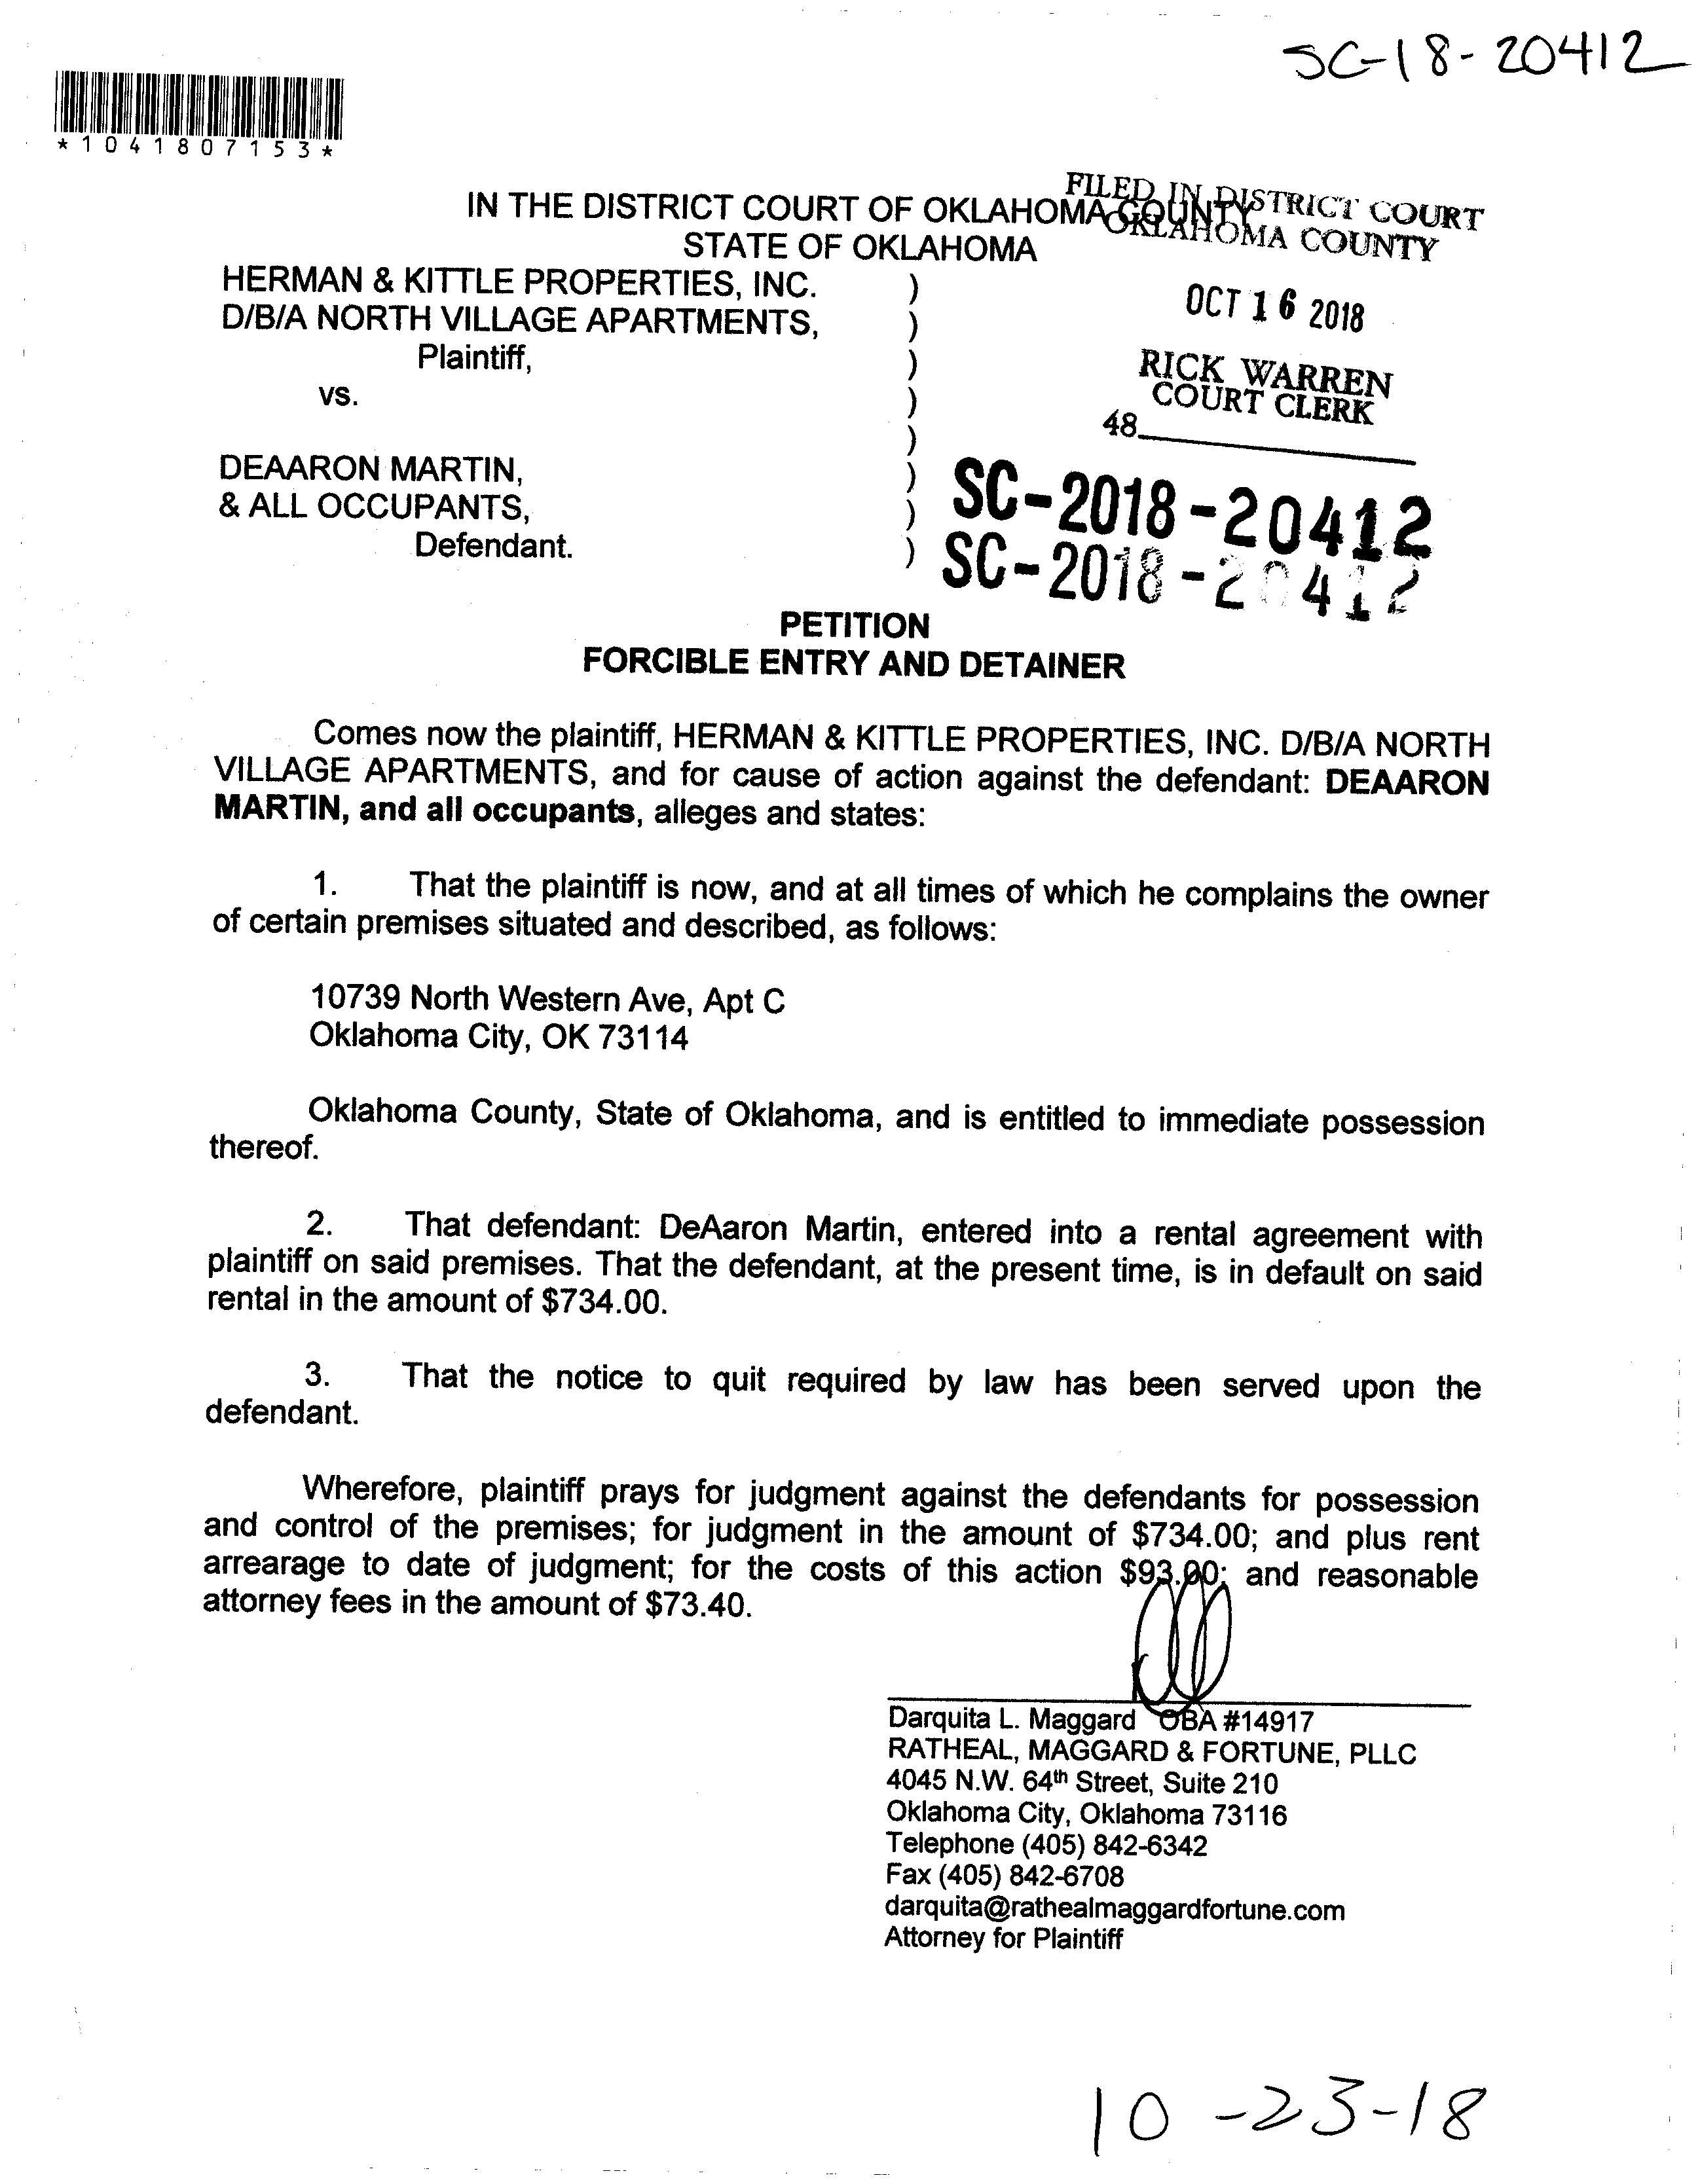 SC-18-20412
*1041807153*
IN THE DISTRICT COURT OF OKLAHOMA COUNTY
STATE OF OKLAHOMA
FILED IN DISTRICT COURT
OKLAHOMA COUNTY
OCT 16 2018
RICK WARREN
COURT CLERK
48
HERMAN & KITTLE PROPERTIES, INC. )
D/B/A NORTH VILLAGE APARTMENTS, )
Plaintiff, )
vs. )
)
DEAARON MARTIN, )
& ALL OCCUPANTS, )
Defendant. )
SC-2018-20412
SC-2018-20412
PETITION
FORCIBLE ENTRY AND DETAINER
Comes now the plaintiff, HERMAN & KITTLE PROPERTIES, INC. D/B/A NORTH
VILLAGE APARTMENTS, and for cause of action against the defendant: DEAARON
MARTIN, and all occupants, alleges and states:
1. That the plaintiff is now, and at all times of which he complains the owner
of certain premises situated and described, as follows:
10739 North Western Ave, Apt C
Oklahoma City, OK 73114
Oklahoma County, State of Oklahoma, and is entitled to immediate possession
thereof.
2. That defendant: DeAaron Martin, entered into a rental agreement with
plaintiff on said premises. That the defendant, at the present time, is in default on said
rental in the amount of $734.00.
3. That the notice to quit required by law has been served upon the
defendant.
Wherefore, plaintiff prays for judgment against the defendants for possession
and control of the premises; for judgment in the amount of $734.00; and plus rent
arrearage to date of judgment; for the costs of this action $93.00; and reasonable
attorney fees in the amount of $73.40.
Darquita L. Maggard OBA #14917
RATHEAL, MAGGARD & FORTUNE, PLLC
4045 N.W. 64th Street, Suite 210
Oklahoma City, Oklahoma 73116
Telephone (405) 842-6342
Fax (405) 842-6708
darquita@rathealmaggardfortune.com
Attorney for Plaintiff
10-23-18